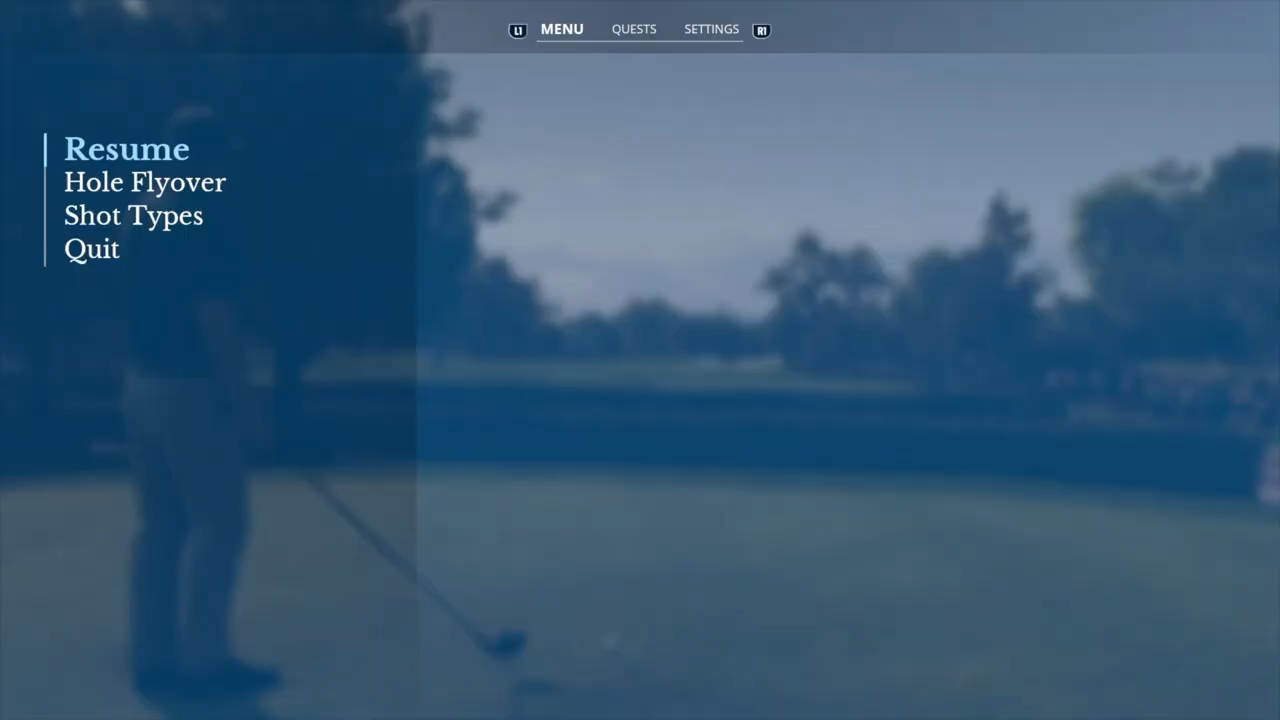 L1 MENU QUESTS SETTINGS R1
Resume
Hole Flyover
Shot Types
Quit